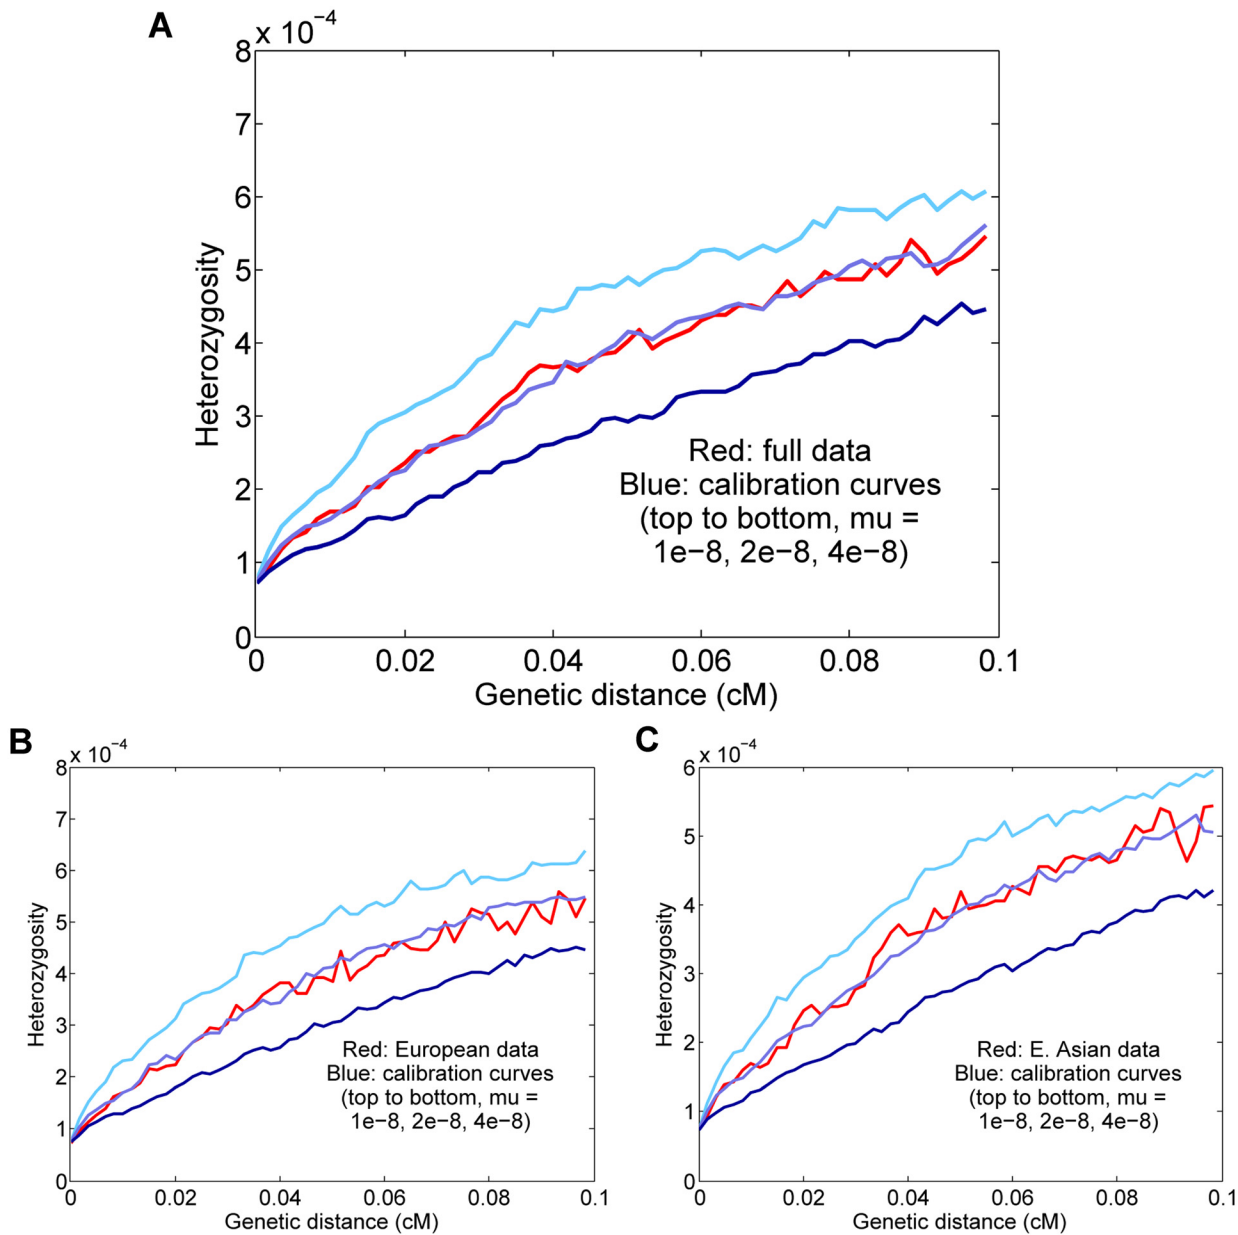 A
x 10−4
8
7
6
5
4
3
2
1
0
Heterozygosity
Red: full data
Blue: calibration curves
(top to bottom, mu =
1e−8, 2e−8, 4e−8)
0 0.02 0.04 0.06 0.08 0.1
Genetic distance (cM)
B
x 10−4
8
7
6
5
4
3
2
1
0
Heterozygosity
Red: European data
Blue: calibration curves
(top to bottom, mu =
1e−8, 2e−8, 4e−8)
0 0.02 0.04 0.06 0.08 0.1
Genetic distance (cM)
C
x 10−4
6
5
4
3
2
1
0
Heterozygosity
Red: E. Asian data
Blue: calibration curves
(top to bottom, mu =
1e−8, 2e−8, 4e−8)
0 0.02 0.04 0.06 0.08 0.1
Genetic distance (cM)